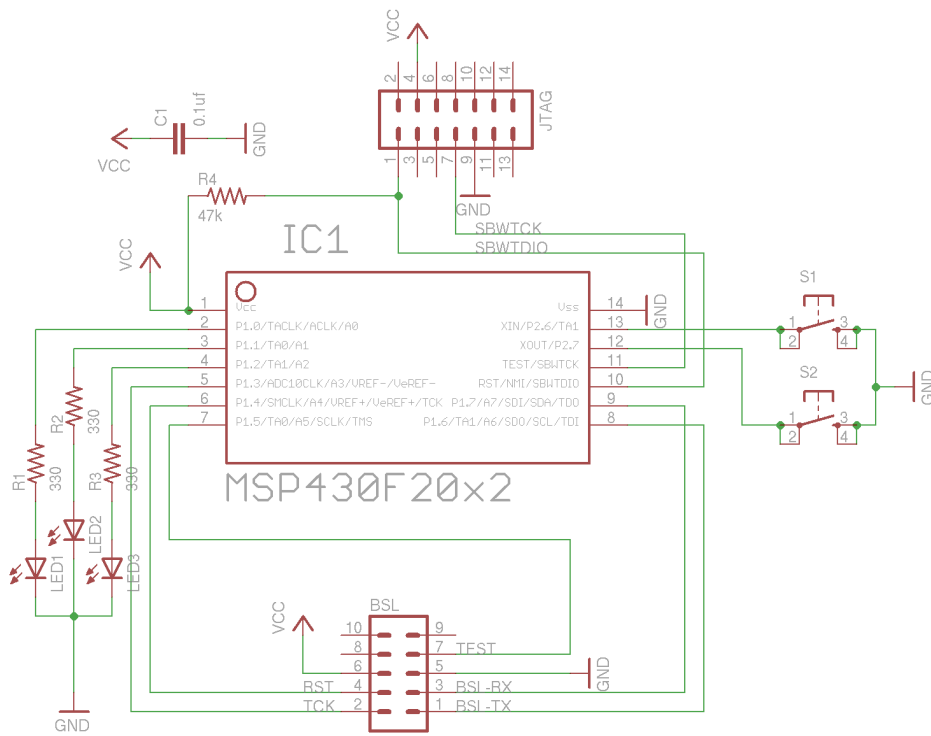 VCC
2 4 6 8 10 12 14
JTAG
1 3 5 7 9 11 13
GND
C1
0.1uf
VCC
GND
R4
47k
SBWTCK
SBWTDIO
IC1
VCC
1 Vcc
2 P1.0/TACLK/ACLK/A0
3 P1.1/TA0/A1
4 P1.2/TA1/A2
5 P1.3/ADC10CLK/A3/VREF-/VeREF-
6 P1.4/SMCLK/A4/VREF+/VeREF+/TCK
7 P1.5/TA0/A5/SCLK/TMS
Vss 14
XIN/P2.6/TA1 13
XOUT/P2.7 12
TEST/SBWTCK 11
RST/NMI/SBWTDIO 10
P1.7/A7/SDI/SDA/TDO 9
P1.6/TA1/A6/SDO/SCL/TDI 8
GND
MSP430F20x2
S1
1 3
2 4
S2
1 3
2 4
GND
R2
330
R1
330
R3
330
LED2
LED1
LED3
GND
BSL
VCC
10 9
8 7 TEST
6 5
GND
RST 4 3 BSL-RX
TCK 2 1 BSL-TX